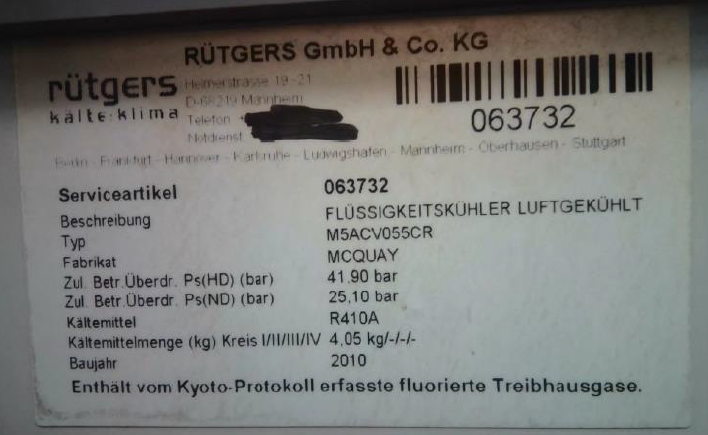 RÜTGERS GmbH & Co. KG
rütgers
kälte·klima
Heinerstrasse 19-21
D-68219 Mannheim
Telefon
Notdienst
063732
Berlin - Frankfurt - Hannover - Karlsruhe - Ludwigshafen - Mannheim - Oberhausen - Stuttgart
Serviceartikel 063732
Beschreibung FLÜSSIGKEITSKÜHLER LUFTGEKÜHLT
Typ M5ACV055CR
Fabrikat MCQUAY
Zul. Betr.Überdr. Ps(HD) (bar) 41,90 bar
Zul. Betr.Überdr. Ps(ND) (bar) 25,10 bar
Kältemittel R410A
Kältemittelmenge (kg) Kreis I/II/III/IV 4,05 kg/-/-/-
Baujahr 2010
Enthält vom Kyoto-Protokoll erfasste fluorierte Treibhausgase.